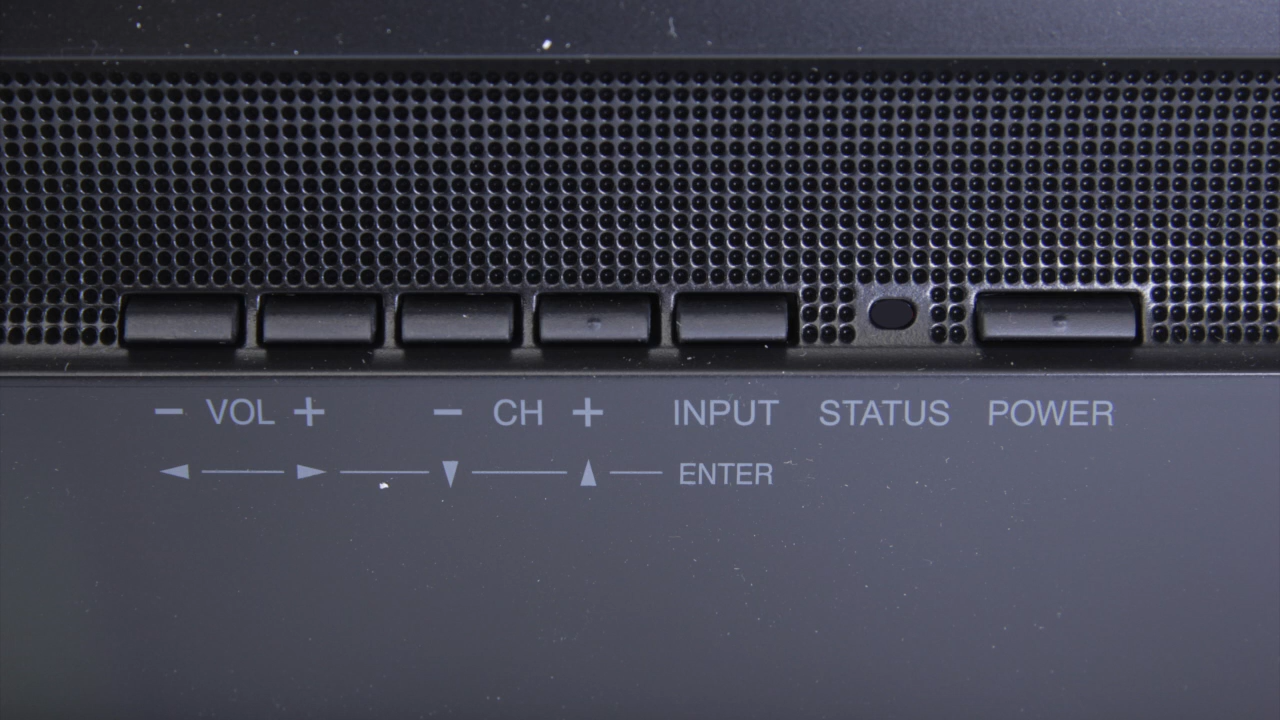 − VOL + − CH + INPUT STATUS POWER
◄ ► ▼ ▲ ENTER